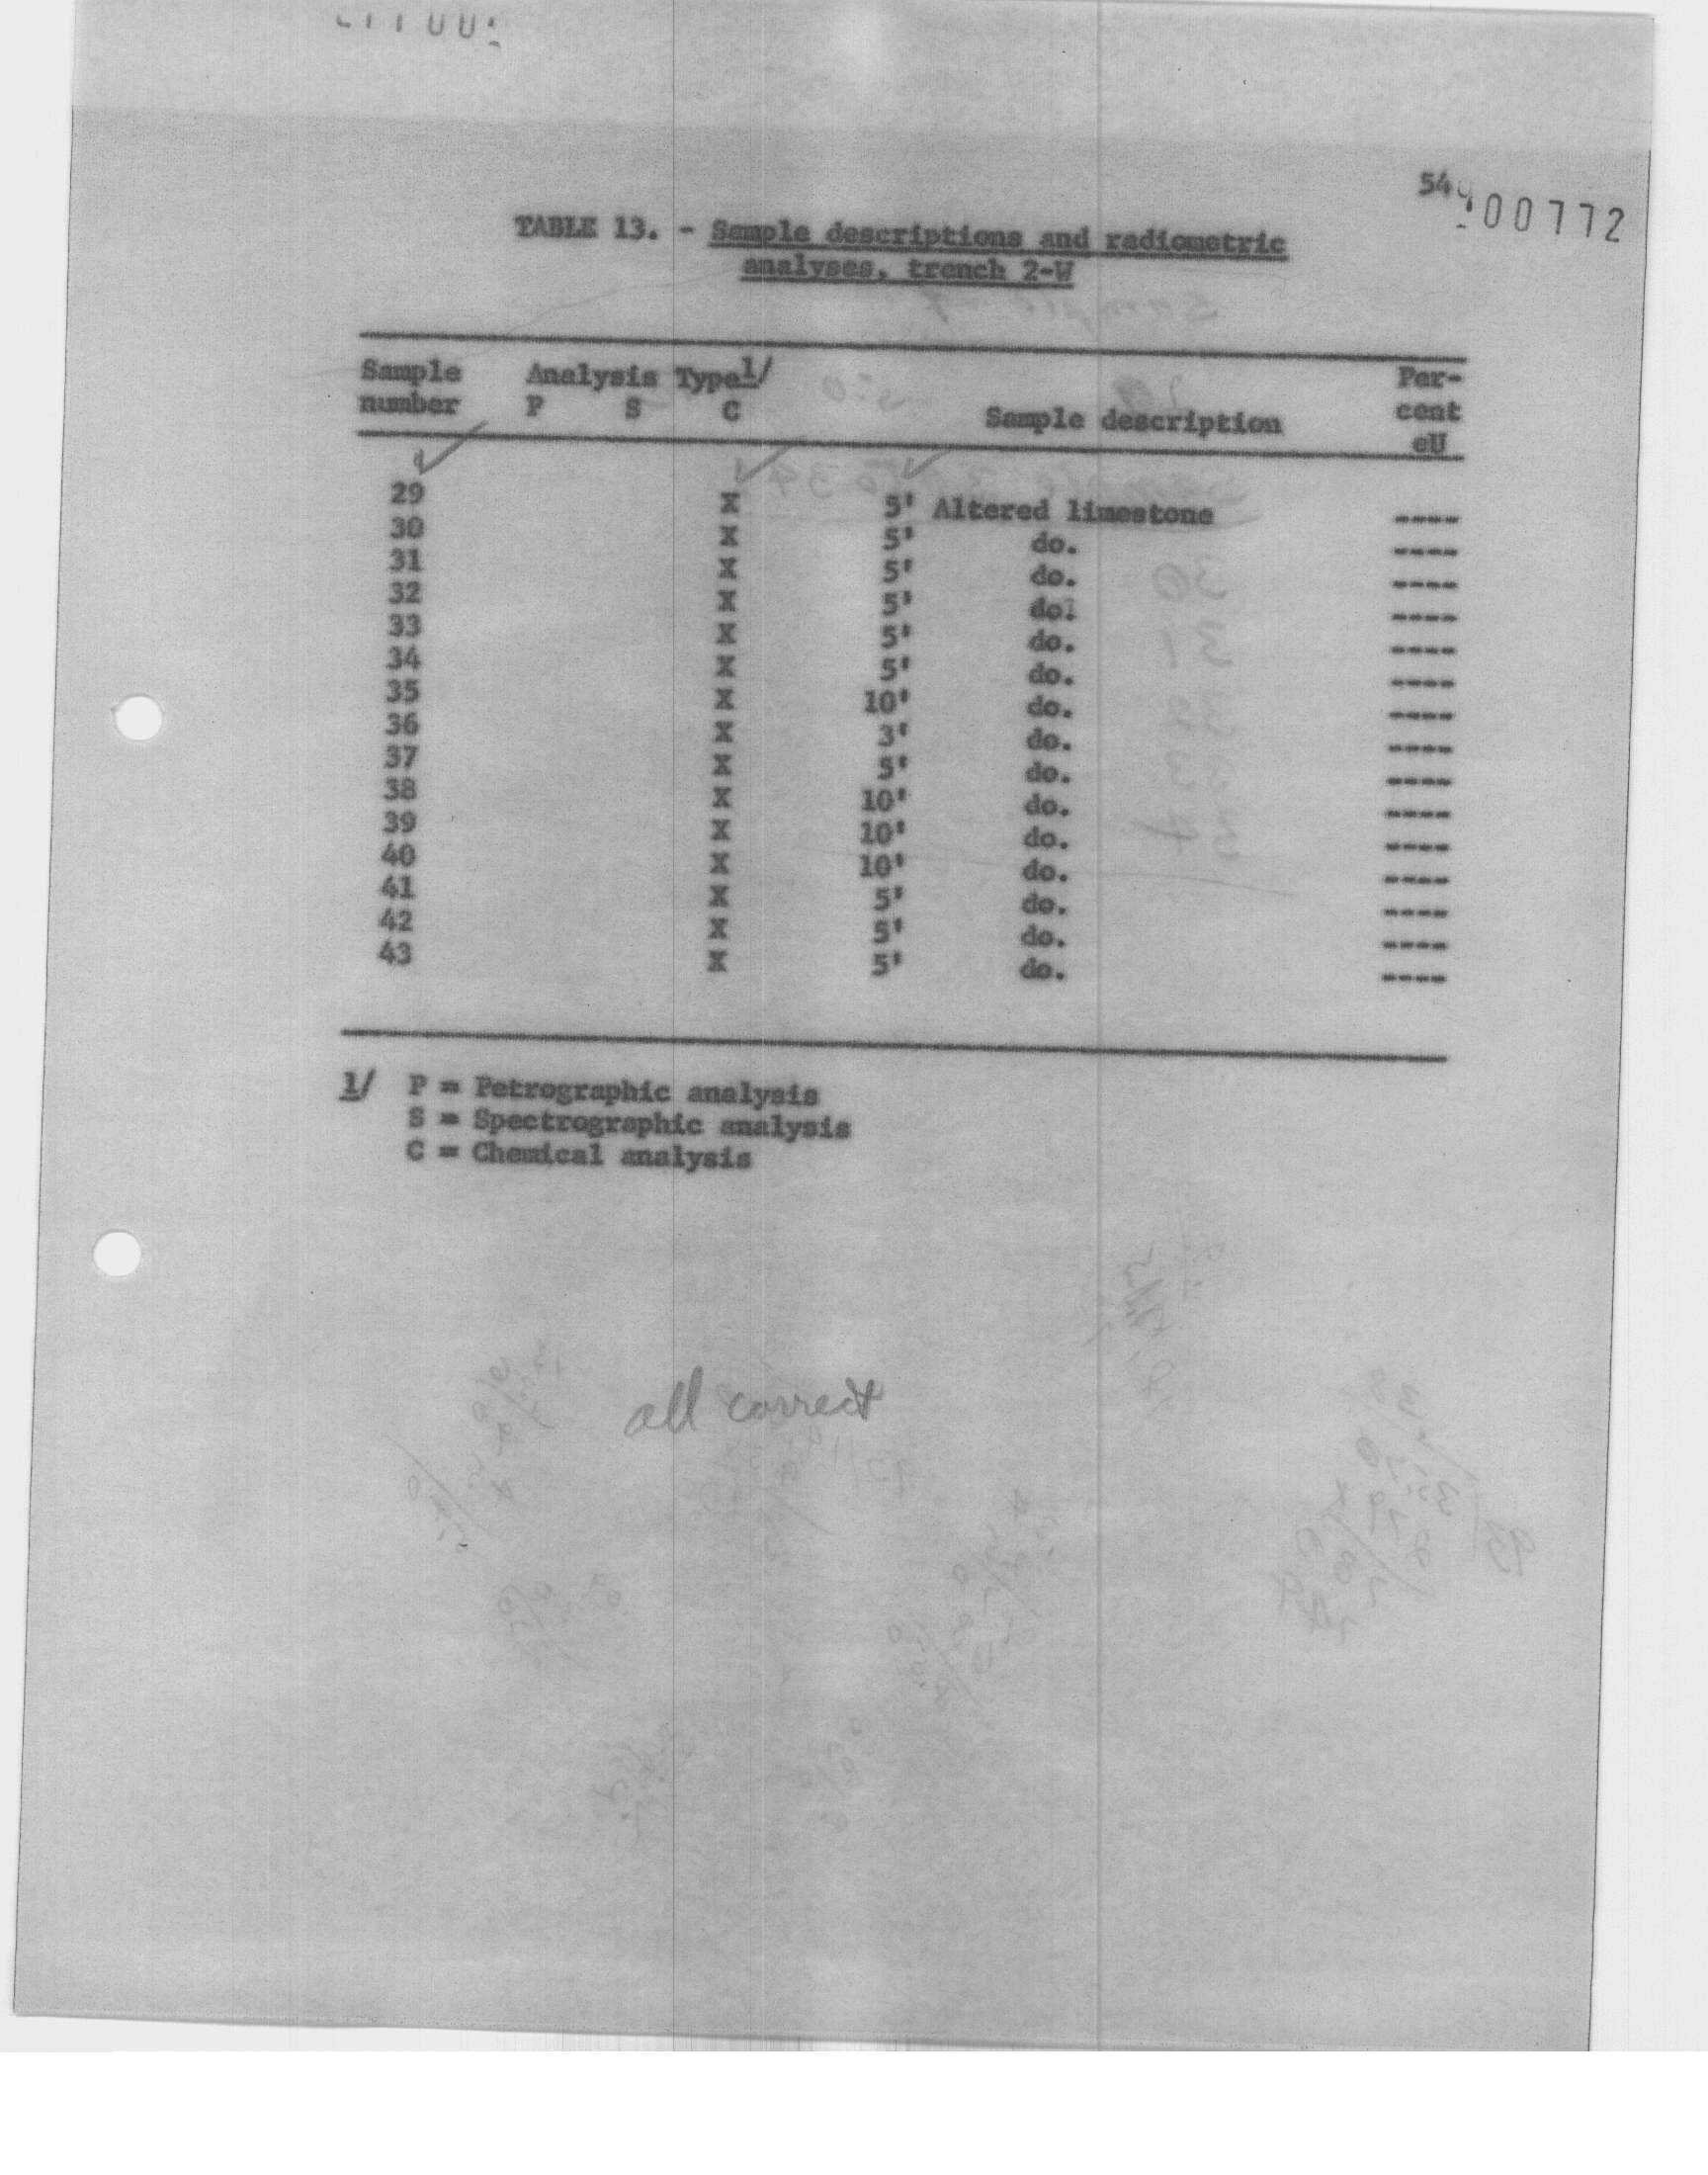 54
00772
TABLE 13. - Sample descriptions and radiometric
analyses, trench 2-W
Sample Analysis Type1/ Per-
number P S C Sample description cent
eU
29 X 5' Altered limestone ----
30 X 5' do. ----
31 X 5' do. ----
32 X 5' do. ----
33 X 5' do. ----
34 X 5' do. ----
35 X 10' do. ----
36 X 3' do. ----
37 X 5' do. ----
38 X 10' do. ----
39 X 10' do. ----
40 X 10' do. ----
41 X 5' do. ----
42 X 5' do. ----
43 X 5' do. ----
1/ P = Petrographic analysis
S = Spectrographic analysis
C = Chemical analysis
all correct